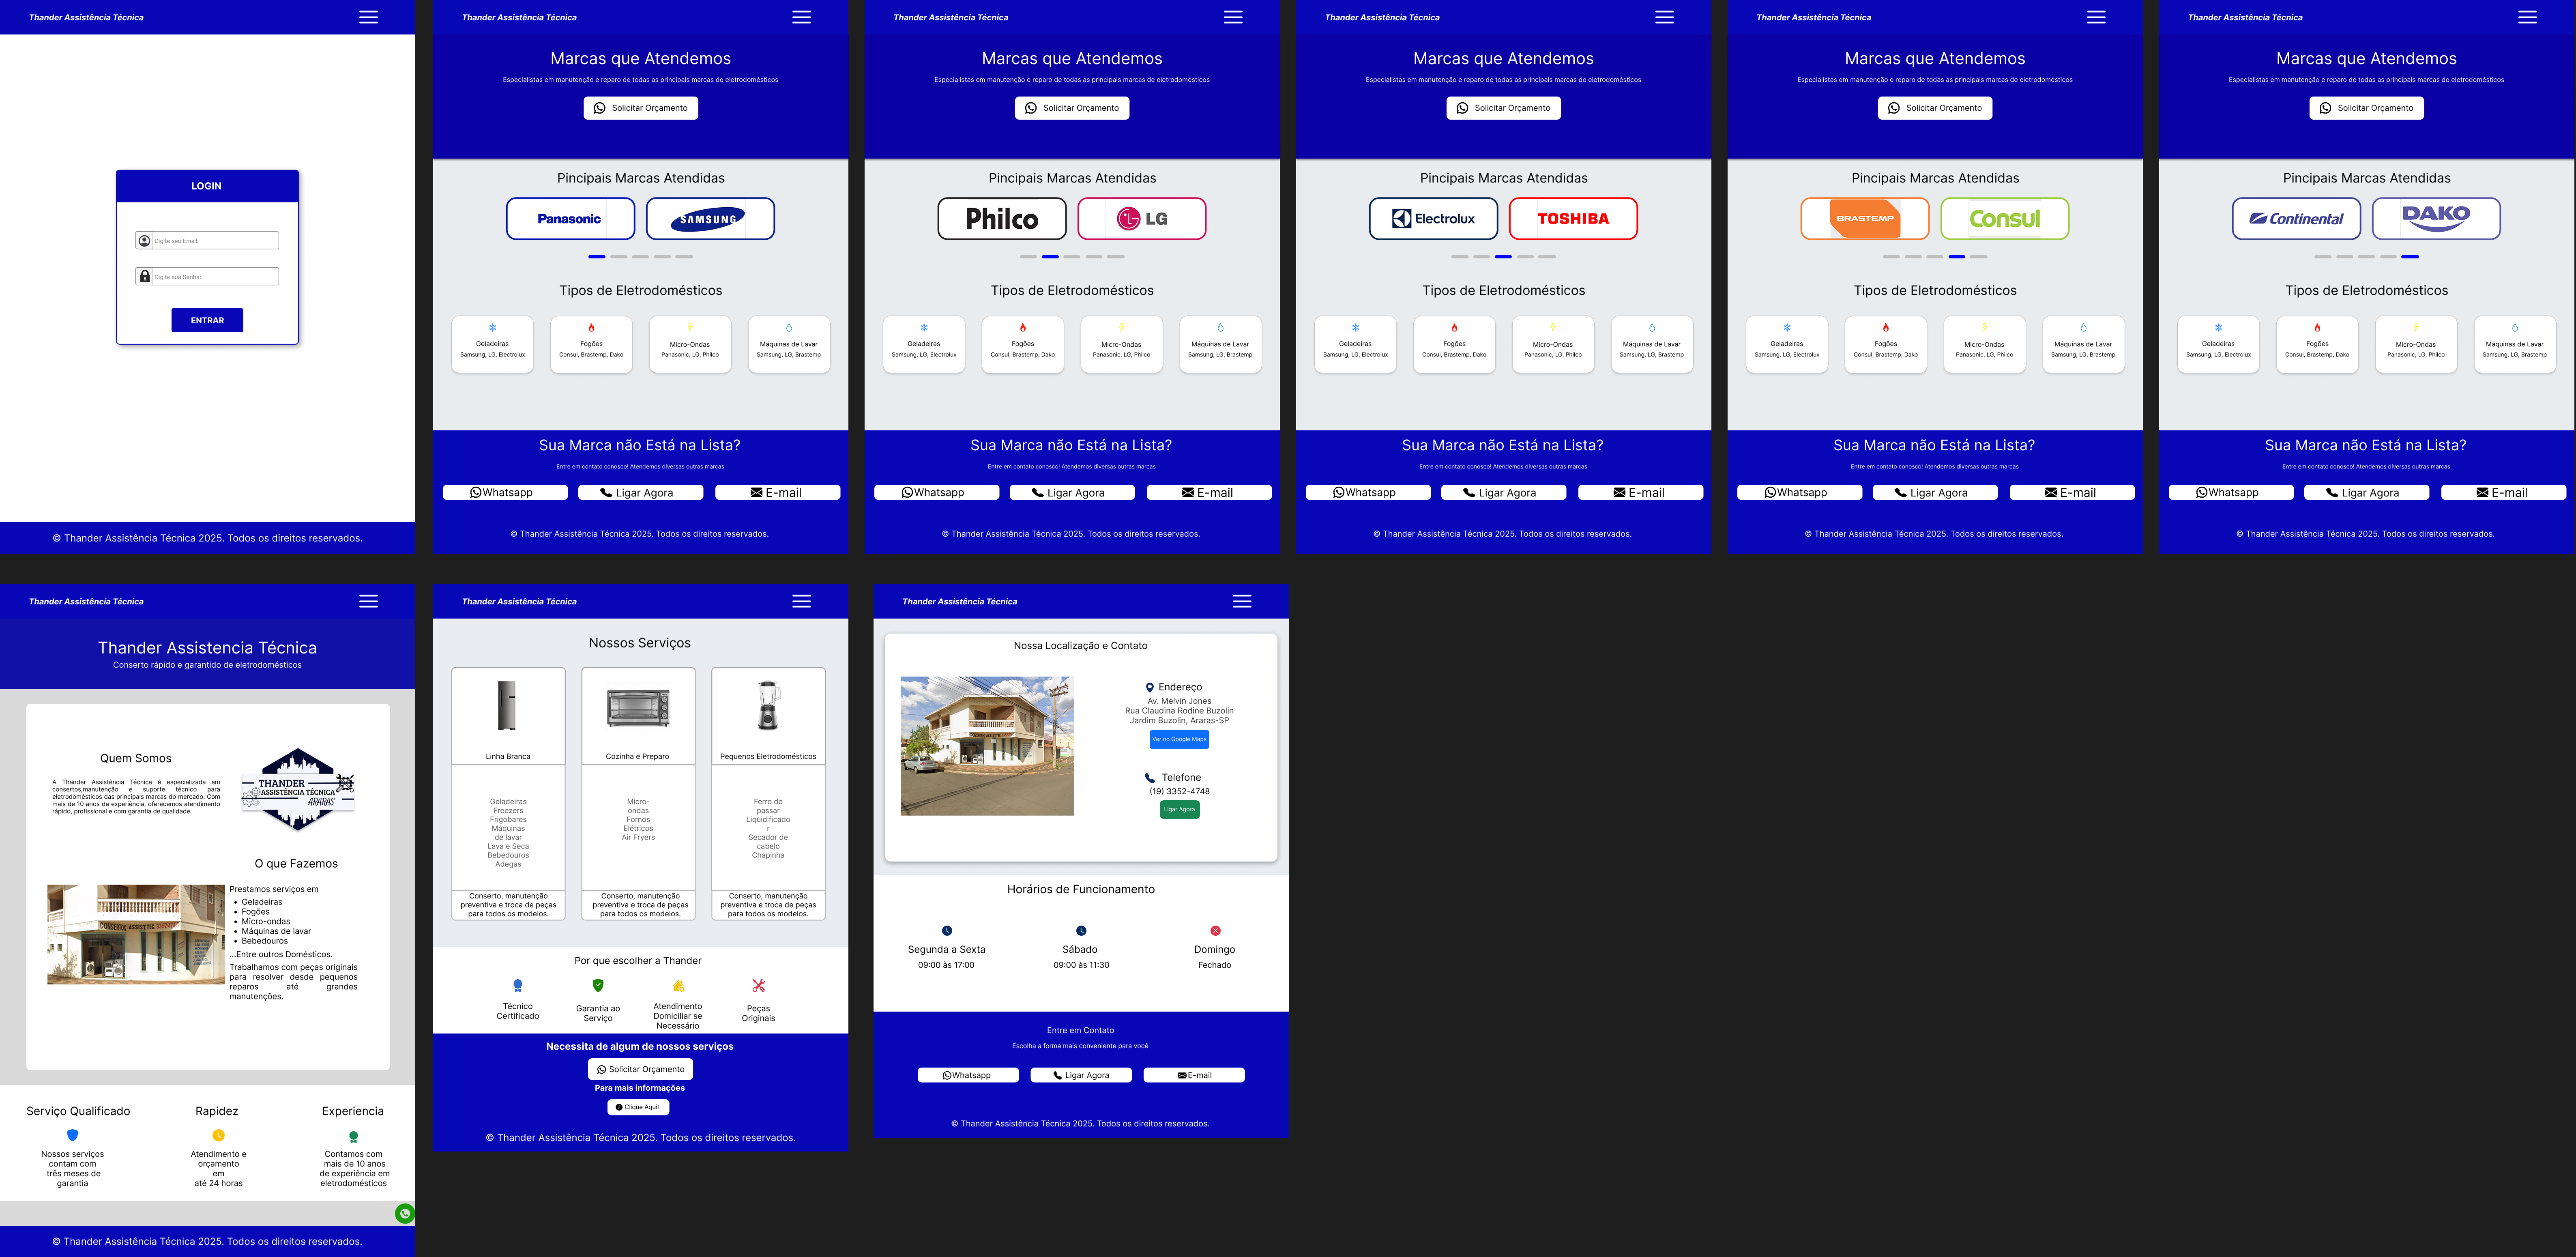 Thander Assistência Técnica
LOGIN
Digite seu Email:
Digite sua Senha:
ENTRAR
© Thander Assistência Técnica 2025. Todos os direitos reservados.
Thander Assistência Técnica
Marcas que Atendemos
Especialistas em manutenção e reparo de todas as principais marcas de eletrodomésticos
Solicitar Orçamento
Pincipais Marcas Atendidas
Panasonic SAMSUNG
Tipos de Eletrodomésticos
Geladeiras Fogões Micro-Ondas Máquinas de Lavar
Samsung, LG, Electrolux Consul, Brastemp, Dako Panasonic, LG, Philco Samsung, LG, Brastemp
Sua Marca não Está na Lista?
Entre em contato conosco! Atendemos diversas outras marcas
Whatsapp Ligar Agora E-mail
© Thander Assistência Técnica 2025. Todos os direitos reservados.
Thander Assistência Técnica
Marcas que Atendemos
Especialistas em manutenção e reparo de todas as principais marcas de eletrodomésticos
Solicitar Orçamento
Pincipais Marcas Atendidas
Philco LG
Tipos de Eletrodomésticos
Geladeiras Fogões Micro-Ondas Máquinas de Lavar
Samsung, LG, Electrolux Consul, Brastemp, Dako Panasonic, LG, Philco Samsung, LG, Brastemp
Sua Marca não Está na Lista?
Entre em contato conosco! Atendemos diversas outras marcas
Whatsapp Ligar Agora E-mail
© Thander Assistência Técnica 2025. Todos os direitos reservados.
Thander Assistência Técnica
Marcas que Atendemos
Especialistas em manutenção e reparo de todas as principais marcas de eletrodomésticos
Solicitar Orçamento
Pincipais Marcas Atendidas
Electrolux TOSHIBA
Tipos de Eletrodomésticos
Geladeiras Fogões Micro-Ondas Máquinas de Lavar
Samsung, LG, Electrolux Consul, Brastemp, Dako Panasonic, LG, Philco Samsung, LG, Brastemp
Sua Marca não Está na Lista?
Entre em contato conosco! Atendemos diversas outras marcas
Whatsapp Ligar Agora E-mail
© Thander Assistência Técnica 2025. Todos os direitos reservados.
Thander Assistência Técnica
Marcas que Atendemos
Especialistas em manutenção e reparo de todas as principais marcas de eletrodomésticos
Solicitar Orçamento
Pincipais Marcas Atendidas
BRASTEMP Consul
Tipos de Eletrodomésticos
Geladeiras Fogões Micro-Ondas Máquinas de Lavar
Samsung, LG, Electrolux Consul, Brastemp, Dako Panasonic, LG, Philco Samsung, LG, Brastemp
Sua Marca não Está na Lista?
Entre em contato conosco! Atendemos diversas outras marcas
Whatsapp Ligar Agora E-mail
© Thander Assistência Técnica 2025. Todos os direitos reservados.
Thander Assistência Técnica
Marcas que Atendemos
Especialistas em manutenção e reparo de todas as principais marcas de eletrodomésticos
Solicitar Orçamento
Pincipais Marcas Atendidas
Continental DAKO
Tipos de Eletrodomésticos
Geladeiras Fogões Micro-Ondas Máquinas de Lavar
Samsung, LG, Electrolux Consul, Brastemp, Dako Panasonic, LG, Philco Samsung, LG, Brastemp
Sua Marca não Está na Lista?
Entre em contato conosco! Atendemos diversas outras marcas
Whatsapp Ligar Agora E-mail
© Thander Assistência Técnica 2025. Todos os direitos reservados.
Thander Assistência Técnica
Thander Assistencia Técnica
Conserto rápido e garantido de eletrodomésticos
Quem Somos
A Thander Assistência Técnica é especializada em
consertos,manutenção e suporte técnico para
eletrodomésticos das principais marcas do mercado. Com
mais de 10 anos de experiência, oferecemos atendimento
rápido, profissional e com garantia de qualidade.
THANDER
ASSISTÊNCIA TÉCNICA
ARARAS
O que Fazemos
Prestamos serviços em
• Geladeiras
• Fogões
• Micro-ondas
• Máquinas de lavar
• Bebedouros
...Entre outros Domésticos.
Trabalhamos com peças originais
para resolver desde pequenos
reparos até grandes
manutenções.
Serviço Qualificado
Nossos serviços
contam com
três meses de
garantia
Rapidez
Atendimento e
orçamento
em
até 24 horas
Experiencia
Contamos com
mais de 10 anos
de experiência em
eletrodomésticos
© Thander Assistência Técnica 2025. Todos os direitos reservados.
Thander Assistência Técnica
Nossos Serviços
Linha Branca
Geladeiras
Freezers
Frigobares
Máquinas
de lavar
Lava e Seca
Bebedouros
Adegas
Conserto, manutenção
preventiva e troca de peças
para todos os modelos.
Cozinha e Preparo
Micro-
ondas
Fornos
Elétricos
Air Fryers
Conserto, manutenção
preventiva e troca de peças
para todos os modelos.
Pequenos Eletrodomésticos
Ferro de
passar
Liquidificado
r
Secador de
cabelo
Chapinha
Conserto, manutenção
preventiva e troca de peças
para todos os modelos.
Por que escolher a Thander
Técnico
Certificado
Garantia ao
Serviço
Atendimento
Domiciliar se
Necessário
Peças
Originais
Necessita de algum de nossos serviços
Solicitar Orçamento
Para mais informações
Clique Aqui!
© Thander Assistência Técnica 2025. Todos os direitos reservados.
Thander Assistência Técnica
Nossa Localização e Contato
Endereço
Av. Melvin Jones
Rua Claudina Rodine Buzolin
Jardim Buzolin, Araras-SP
Ver no Google Maps
Telefone
(19) 3352-4748
Ligar Agora
Horários de Funcionamento
Segunda a Sexta
09:00 às 17:00
Sábado
09:00 às 11:30
Domingo
Fechado
Entre em Contato
Escolha a forma mais conveniente para você
Whatsapp Ligar Agora E-mail
© Thander Assistência Técnica 2025. Todos os direitos reservados.